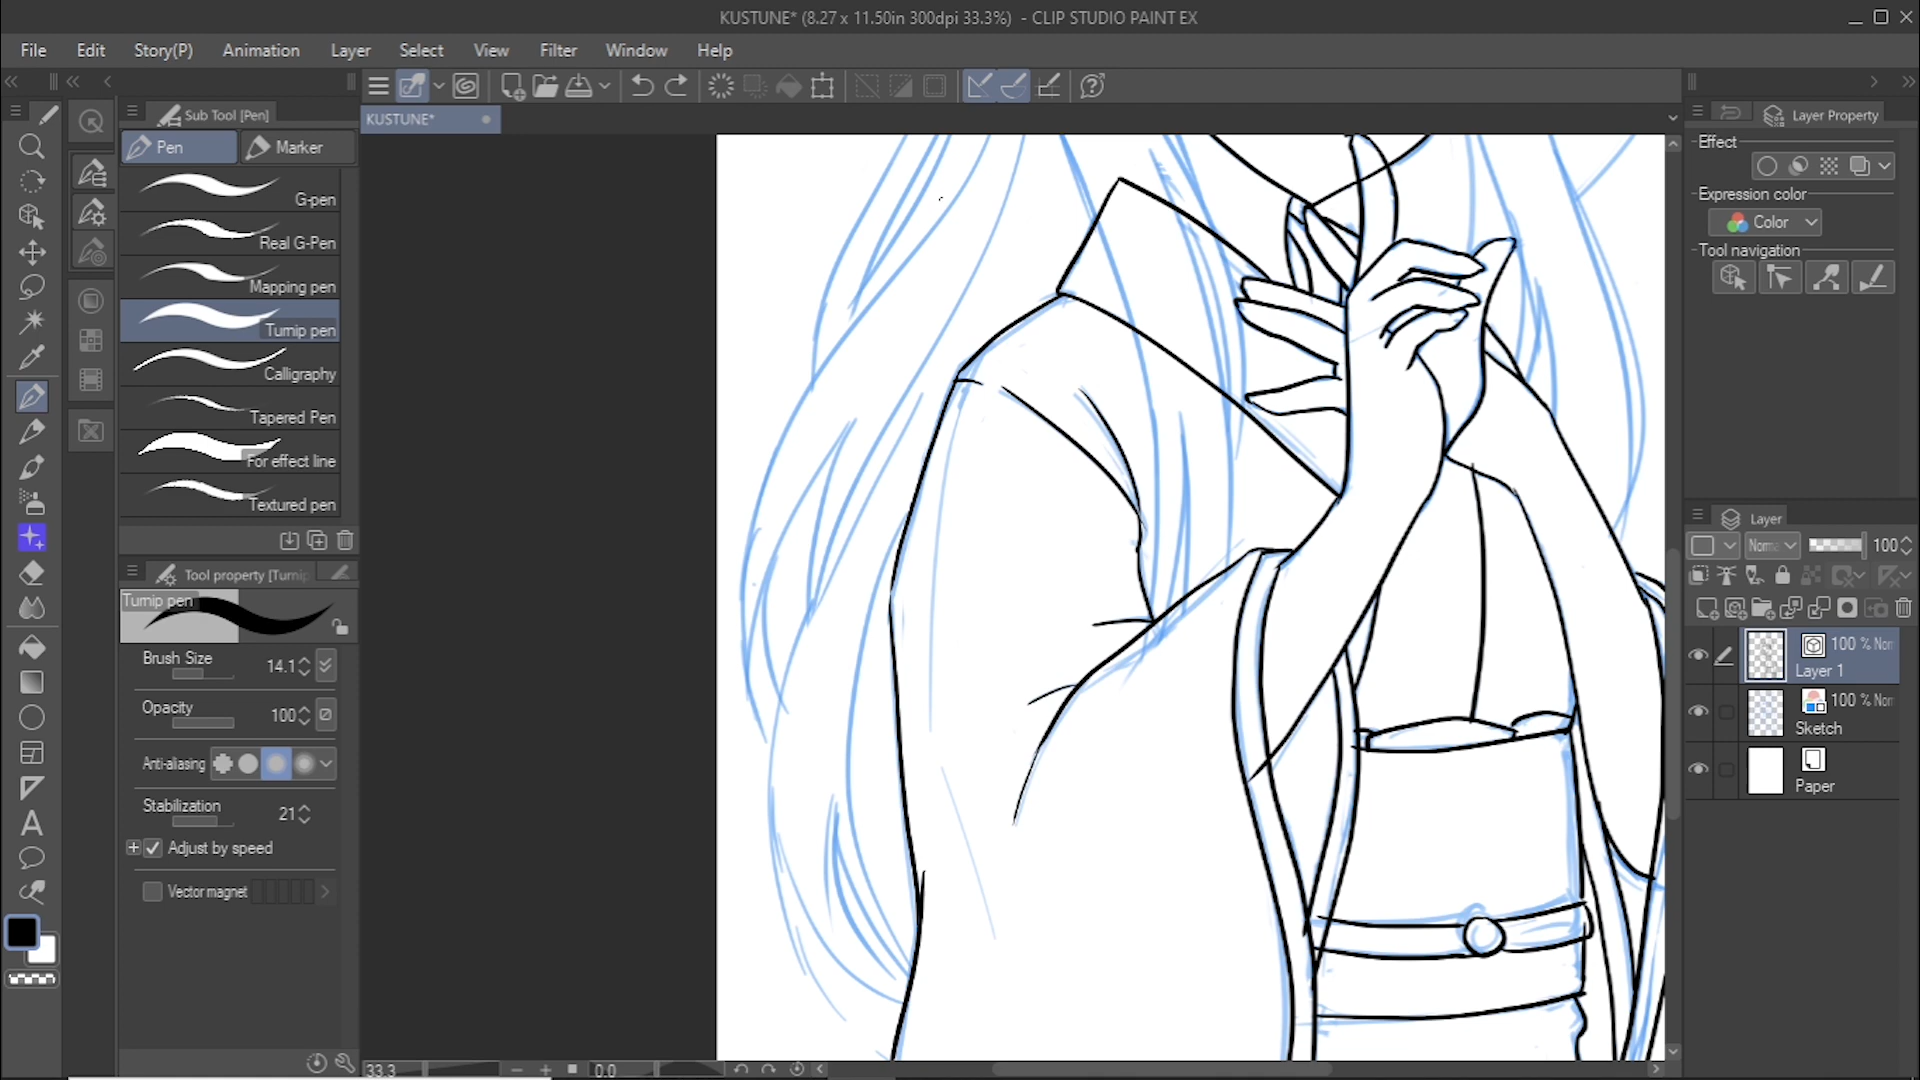 KUSTUNE* (8.27 x 11.50in 300dpi 33.3%) - CLIP STUDIO PAINT EX
File Edit Story(P) Animation Layer Select View Filter Window Help
KUSTUNE*
Sub Tool [Pen]
Pen Marker
G-pen
Real G-Pen
Mapping pen
Turnip pen
Calligraphy
Tapered Pen
For effect line
Textured pen
Tool property [Turnip
Turnip pen
Brush Size 14.1
Opacity 100
Anti-aliasing
Stabilization 21
Adjust by speed
Vector magnet
33.3 0.0
Layer Property
Effect
Expression color
Color
Tool navigation
Layer
Norm 100
100 % Nor
Layer 1
100 % Nor
Sketch
Paper